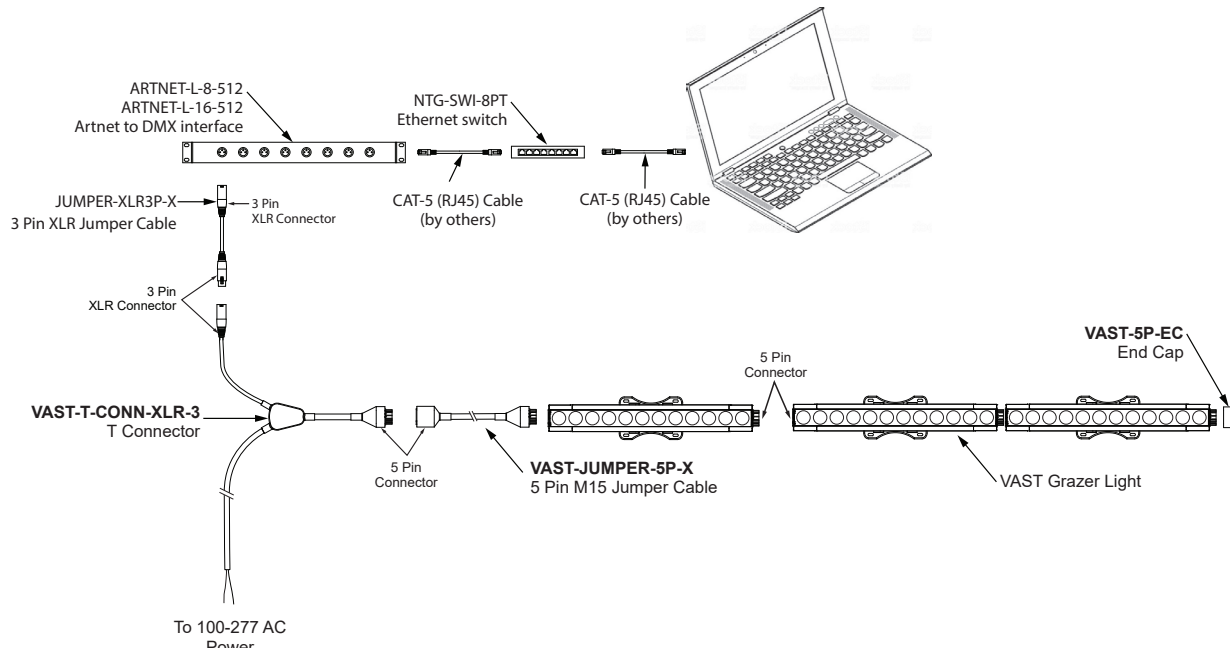 ARTNET-L-8-512
ARTNET-L-16-512
Artnet to DMX interface
NTG-SWI-8PT
Ethernet switch
CAT-5 (RJ45) Cable
(by others)
CAT-5 (RJ45) Cable
(by others)
JUMPER-XLR3P-X
3 Pin XLR Jumper Cable
3 Pin
XLR Connector
3 Pin
XLR Connector
VAST-T-CONN-XLR-3
T Connector
5 Pin
Connector
VAST-JUMPER-5P-X
5 Pin M15 Jumper Cable
5 Pin
Connector
VAST-5P-EC
End Cap
VAST Grazer Light
To 100-277 AC
Power